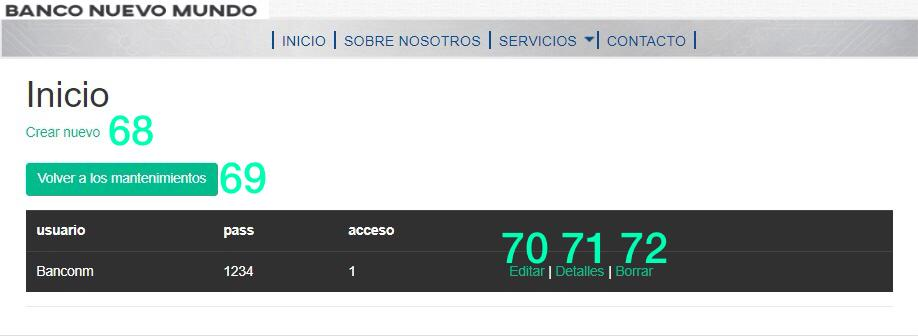 BANCO NUEVO MUNDO
| INICIO | SOBRE NOSOTROS | SERVICIOS | CONTACTO |
Inicio
Crear nuevo 68
Volver a los mantenimientos 69
usuario pass acceso
70 71 72
Banconm 1234 1 Editar | Detalles | Borrar